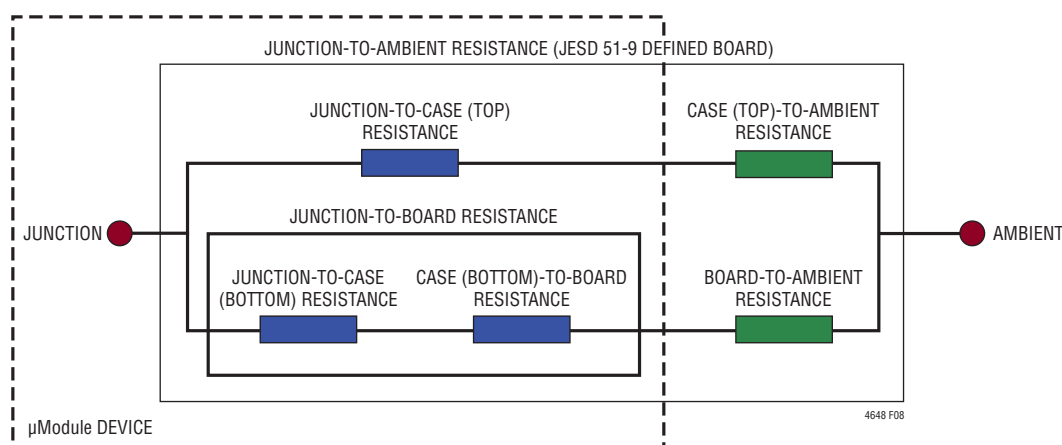 JUNCTION-TO-AMBIENT RESISTANCE (JESD 51-9 DEFINED BOARD)
JUNCTION-TO-CASE (TOP)
RESISTANCE
CASE (TOP)-TO-AMBIENT
RESISTANCE
JUNCTION-TO-BOARD RESISTANCE
JUNCTION
AMBIENT
JUNCTION-TO-CASE
(BOTTOM) RESISTANCE
CASE (BOTTOM)-TO-BOARD
RESISTANCE
BOARD-TO-AMBIENT
RESISTANCE
4648 F08
µModule DEVICE